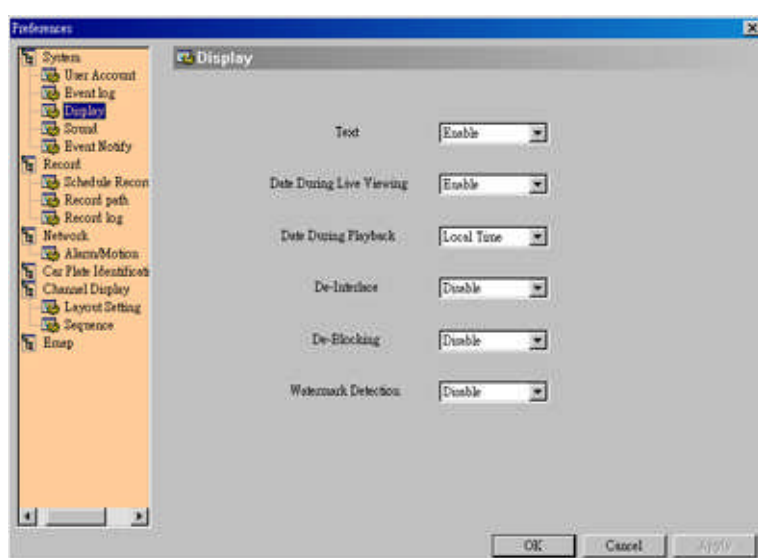 Preferences
System
User Account
Event log
Display
Sound
Event Notify
Record
Schedule Recor
Record path
Record log
Network
Alarm/Motion
Car Plate Identificati
Channel Display
Layout Setting
Sequence
Emap
Display
Text Enable
Date During Live Viewing Enable
Date During Playback Local Time
De-Interlace Disable
De-Blocking Disable
Watermark Detection Disable
OK Cancel Apply